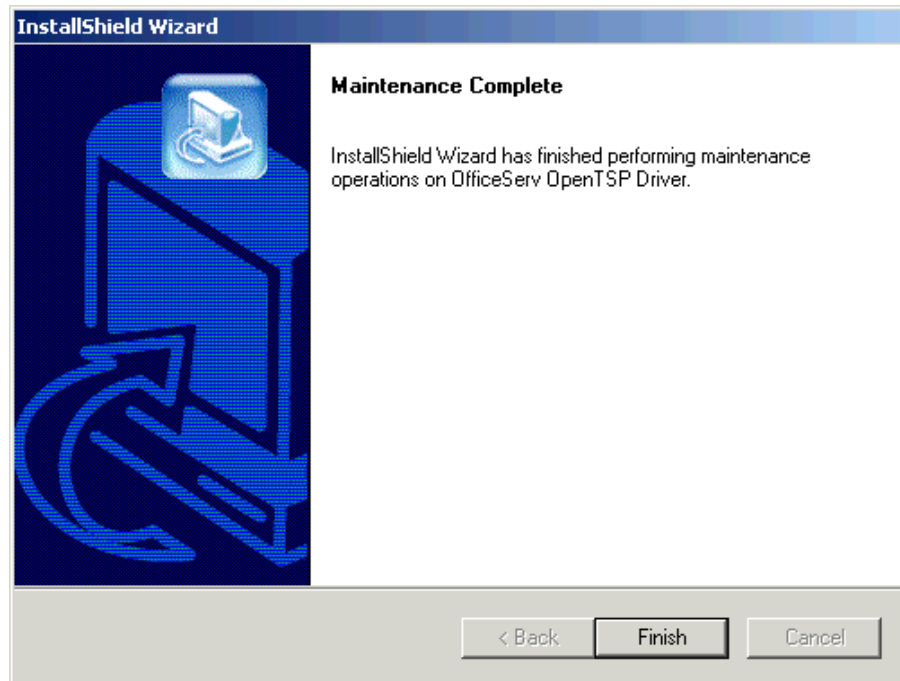 InstallShield Wizard
Maintenance Complete
InstallShield Wizard has finished performing maintenance
operations on OfficeServ OpenTSP Driver.
< Back
Finish
Cancel